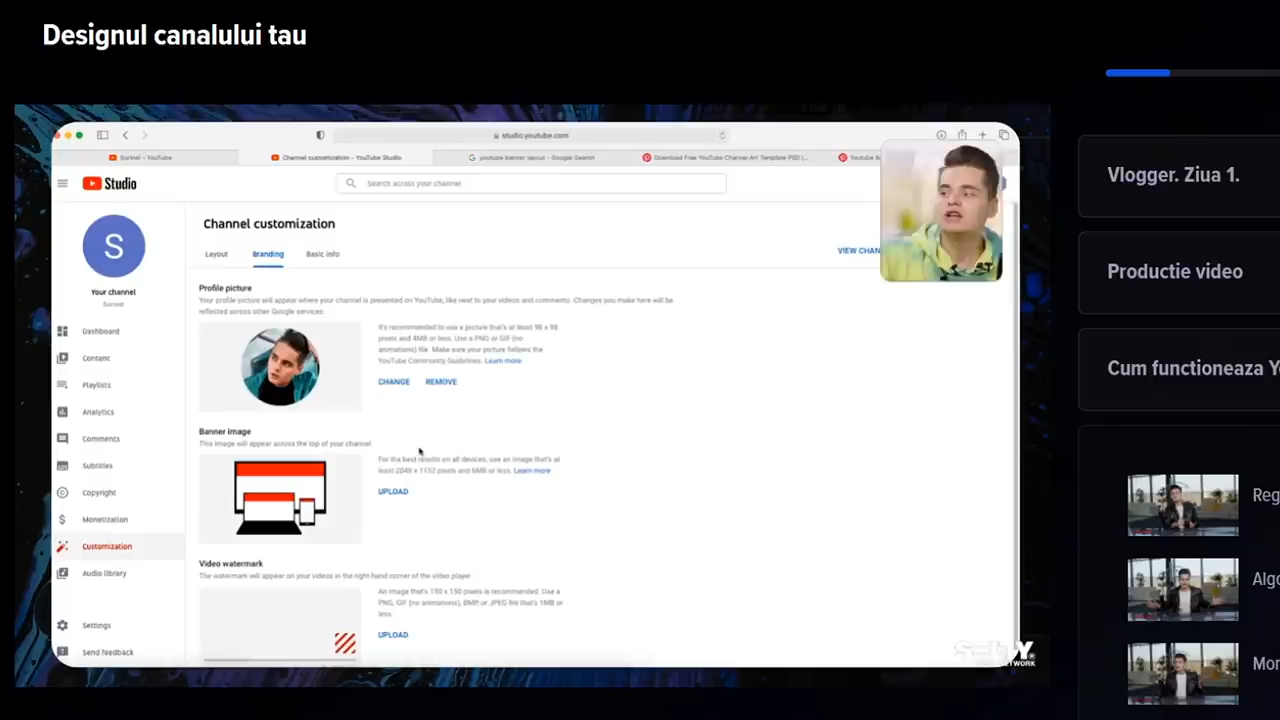 Designul canalului tau
studio.youtube.com
Sorinel - YouTube
Channel customization - YouTube Studio
youtube banner layout - Google Search
Download Free YouTube Channel Art Template PSD |...
Youtube B
Studio
Search across your channel
S
Your channel
Sorinel
Dashboard
Content
Playlists
Analytics
Comments
Subtitles
Copyright
Monetization
Customization
Audio library
Settings
Send feedback
Channel customization
Layout
Branding
Basic info
VIEW CHAN
Profile picture
Your profile picture will appear where your channel is presented on YouTube, like next to your videos and comments. Changes you make here will be
reflected across other Google services.
It's recommended to use a picture that's at least 98 x 98
pixels and 4MB or less. Use a PNG or GIF (no
animations) file. Make sure your picture follows the
YouTube Community Guidelines. Learn more
CHANGE REMOVE
Banner image
This image will appear across the top of your channel
For the best results on all devices, use an image that's at
least 2048 x 1152 pixels and 6MB or less. Learn more
UPLOAD
Video watermark
The watermark will appear on your videos in the right-hand corner of the video player
An image that's 150 x 150 pixels is recommended. Use a
PNG, GIF (no animations), BMP, or JPEG file that's 1MB or
less.
UPLOAD
Vlogger. Ziua 1.
Productie video
Cum functioneaza Y
Reg
Algo
Mon